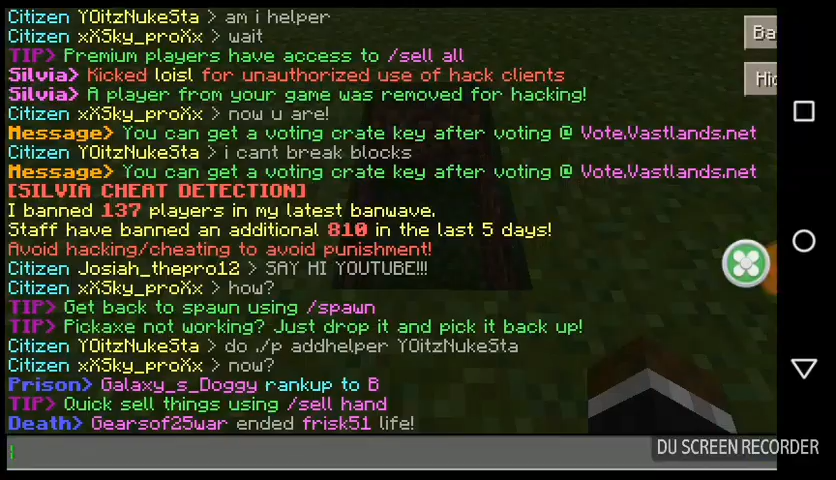 Citizen YOitzNukeSta > am i helper
Citizen xXSky_proXx > wait
TIP> Premium players have access to /sell all
Silvia> Kicked loisl for unauthorized use of hack clients
Silvia> A player from your game was removed for hacking!
Citizen xXSky_proXx > now u are!
Message> You can get a voting crate key after voting @ Vote.Vastlands.net
Citizen YOitzNukeSta > i cant break blocks
Message> You can get a voting crate key after voting @ Vote.Vastlands.net
[SILVIA CHEAT DETECTION]
I banned 137 players in my latest banwave.
Staff have banned an additional 810 in the last 5 days!
Avoid hacking/cheating to avoid punishment!
Citizen Josiah_thepro12 > SAY HI YOUTUBE!!!
Citizen xXSky_proXx > how?
TIP> Get back to spawn using /spawn
TIP> Pickaxe not working? Just drop it and pick it back up!
Citizen YOitzNukeSta > do ./p addhelper YOitzNukeSta
Citizen xXSky_proXx > now?
Prison> Galaxy_s_Doggy rankup to B
TIP> Quick sell things using /sell hand
Death> Gearsof25war ended frisk51 life!
Ba
Hid
DU SCREEN RECORDER